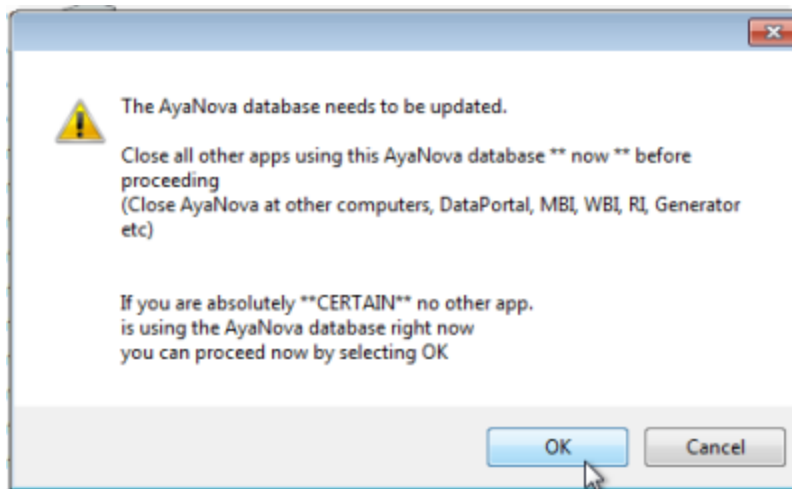 The AyaNova database needs to be updated.
Close all other apps using this AyaNova database ** now ** before
proceeding
(Close AyaNova at other computers, DataPortal, MBI, WBI, RI, Generator
etc)
If you are absolutely **CERTAIN** no other app.
is using the AyaNova database right now
you can proceed now by selecting OK
OK
Cancel